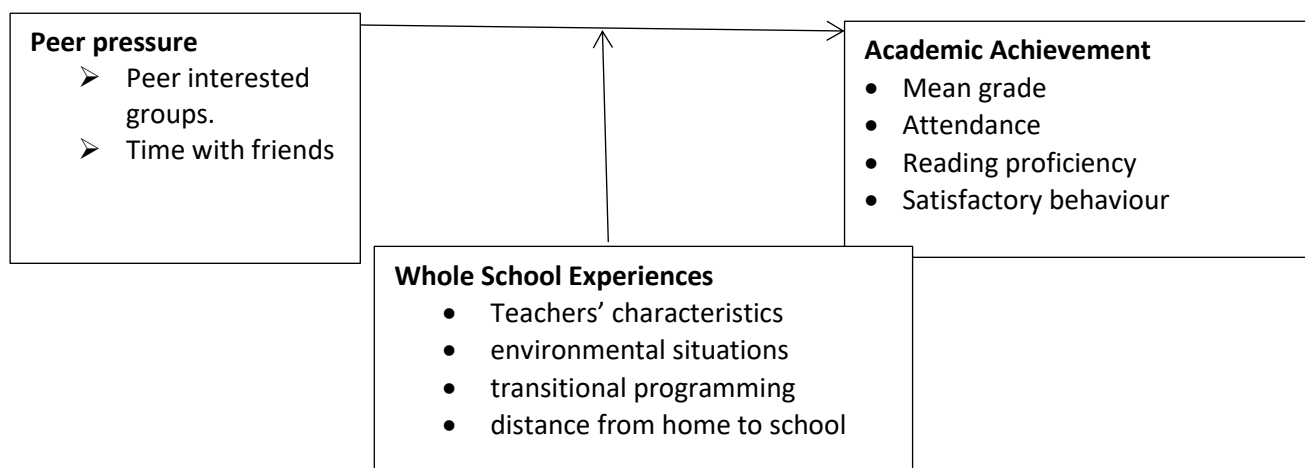 Peer pressure
➢ Peer interested
groups.
➢ Time with friends
Academic Achievement
• Mean grade
• Attendance
• Reading proficiency
• Satisfactory behaviour
Whole School Experiences
• Teachers’ characteristics
• environmental situations
• transitional programming
• distance from home to school